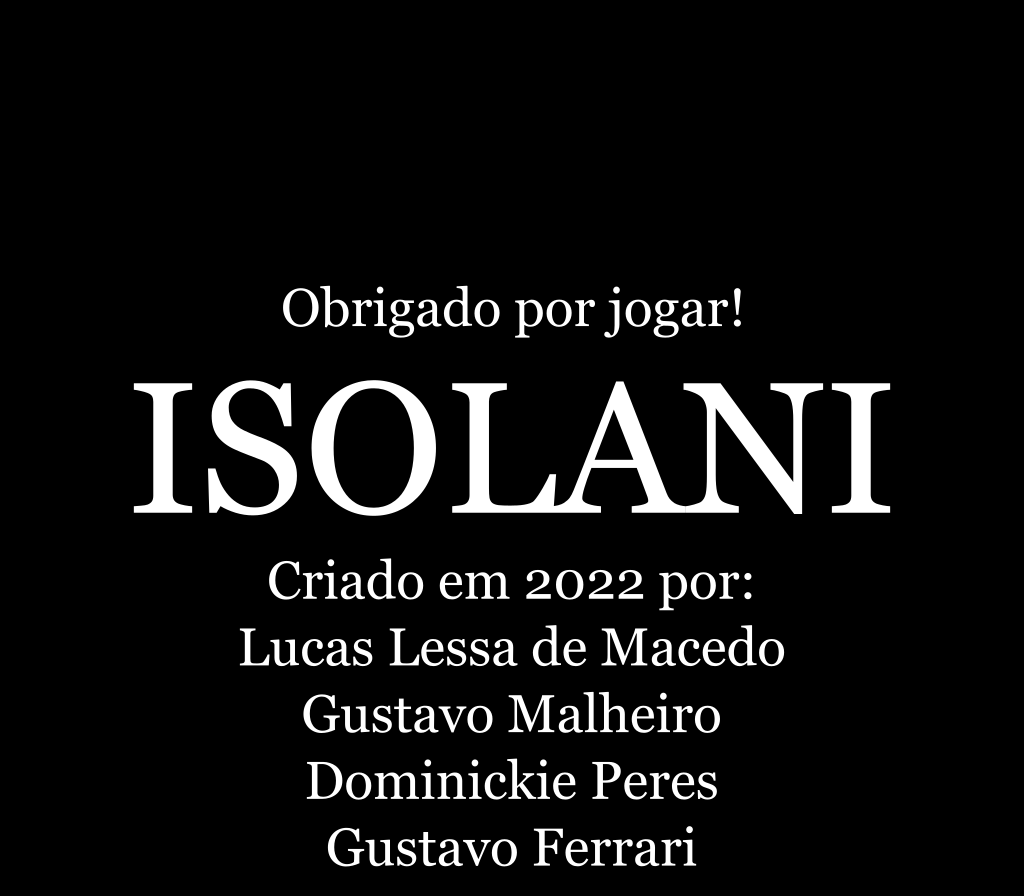 Obrigado por jogar!
ISOLANI
Criado em 2022 por:
Lucas Lessa de Macedo
Gustavo Malheiro
Dominickie Peres
Gustavo Ferrari